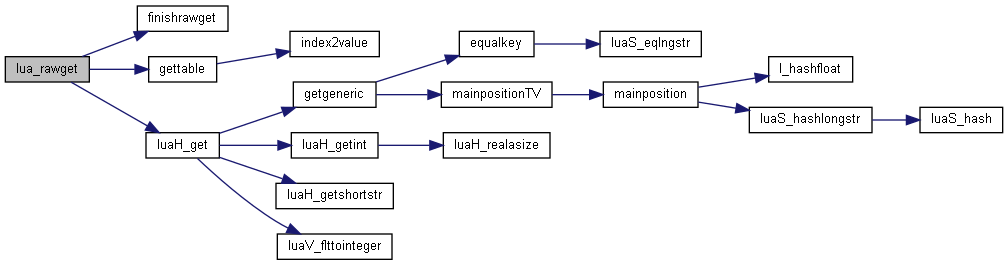 finishrawget
lua_rawget
gettable
index2value
equalkey
luaS_eqlngstr
getgeneric
mainpositionTV
mainposition
l_hashfloat
luaS_hashlongstr
luaS_hash
luaH_get
luaH_getint
luaH_realasize
luaH_getshortstr
luaV_flttointeger